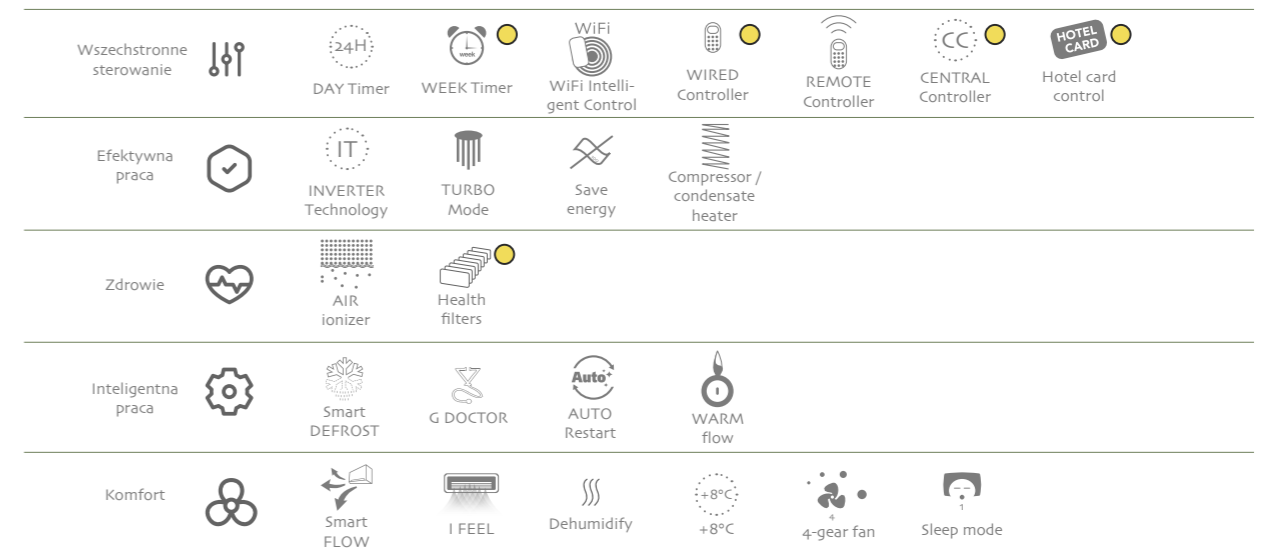 Wszechstronne
sterowanie
24H
DAY Timer
week
WEEK Timer
WiFi
WiFi Intelli-
gent Control
WIRED
Controller
REMOTE
Controller
CC
CENTRAL
Controller
HOTEL
CARD
Hotel card
control
Efektywna
praca
IT
INVERTER
Technology
TURBO
Mode
Save
energy
Compressor /
condensate
heater
Zdrowie
AIR
ionizer
Health
filters
Inteligentna
praca
Smart
DEFROST
G DOCTOR
Auto+
AUTO
Restart
WARM
flow
Komfort
Smart
FLOW
I FEEL
Dehumidify
+8°C
+8°C
4
4-gear fan
1
Sleep mode